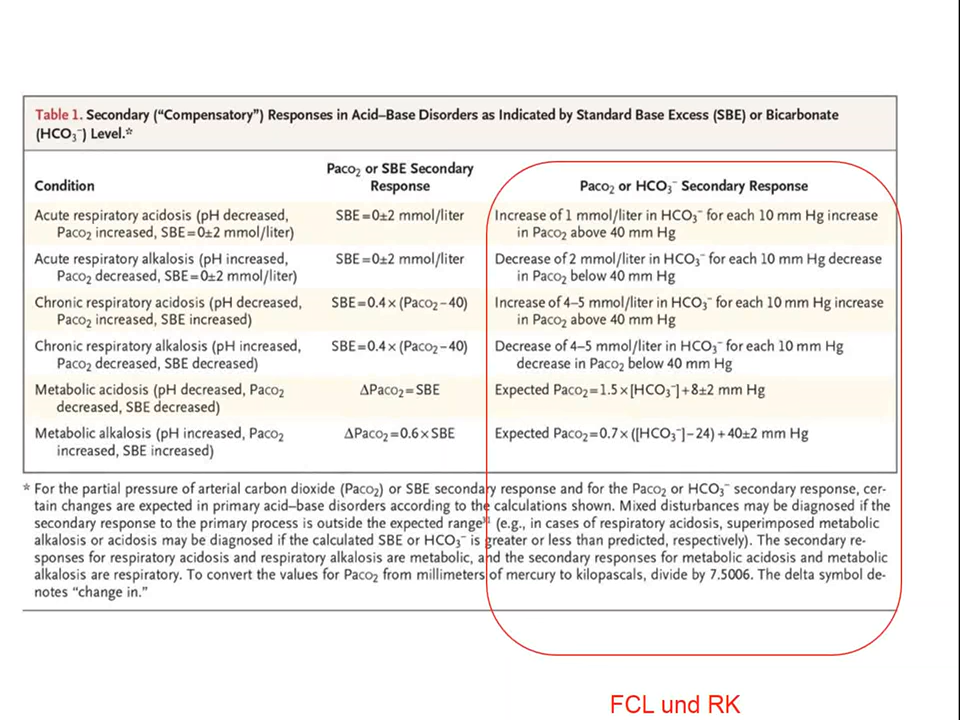 Table 1. Secondary (“Compensatory”) Responses in Acid–Base Disorders as Indicated by Standard Base Excess (SBE) or Bicarbonate
(HCO₃⁻) Level.*
Condition
Paco₂ or SBE Secondary
Response
Paco₂ or HCO₃⁻ Secondary Response
Acute respiratory acidosis (pH decreased,
Paco₂ increased, SBE=0±2 mmol/liter)
SBE=0±2 mmol/liter
Increase of 1 mmol/liter in HCO₃⁻ for each 10 mm Hg increase
in Paco₂ above 40 mm Hg
Acute respiratory alkalosis (pH increased,
Paco₂ decreased, SBE=0±2 mmol/liter)
SBE=0±2 mmol/liter
Decrease of 2 mmol/liter in HCO₃⁻ for each 10 mm Hg decrease
in Paco₂ below 40 mm Hg
Chronic respiratory acidosis (pH decreased,
Paco₂ increased, SBE increased)
SBE=0.4×(Paco₂−40)
Increase of 4–5 mmol/liter in HCO₃⁻ for each 10 mm Hg increase
in Paco₂ above 40 mm Hg
Chronic respiratory alkalosis (pH increased,
Paco₂ decreased, SBE decreased)
SBE=0.4×(Paco₂−40)
Decrease of 4–5 mmol/liter in HCO₃⁻ for each 10 mm Hg
decrease in Paco₂ below 40 mm Hg
Metabolic acidosis (pH decreased, Paco₂
decreased, SBE decreased)
ΔPaco₂=SBE
Expected Paco₂=1.5×[HCO₃⁻]+8±2 mm Hg
Metabolic alkalosis (pH increased, Paco₂
increased, SBE increased)
ΔPaco₂=0.6×SBE
Expected Paco₂=0.7×([HCO₃⁻]−24)+40±2 mm Hg
* For the partial pressure of arterial carbon dioxide (Paco₂) or SBE secondary response and for the Paco₂ or HCO₃⁻ secondary response, cer-
tain changes are expected in primary acid–base disorders according to the calculations shown. Mixed disturbances may be diagnosed if the
secondary response to the primary process is outside the expected range (e.g., in cases of respiratory acidosis, superimposed metabolic
alkalosis or acidosis may be diagnosed if the calculated SBE or HCO₃⁻ is greater or less than predicted, respectively). The secondary re-
sponses for respiratory acidosis and respiratory alkalosis are metabolic, and the secondary responses for metabolic acidosis and metabolic
alkalosis are respiratory. To convert the values for Paco₂ from millimeters of mercury to kilopascals, divide by 7.5006. The delta symbol de-
notes “change in.”
FCL und RK